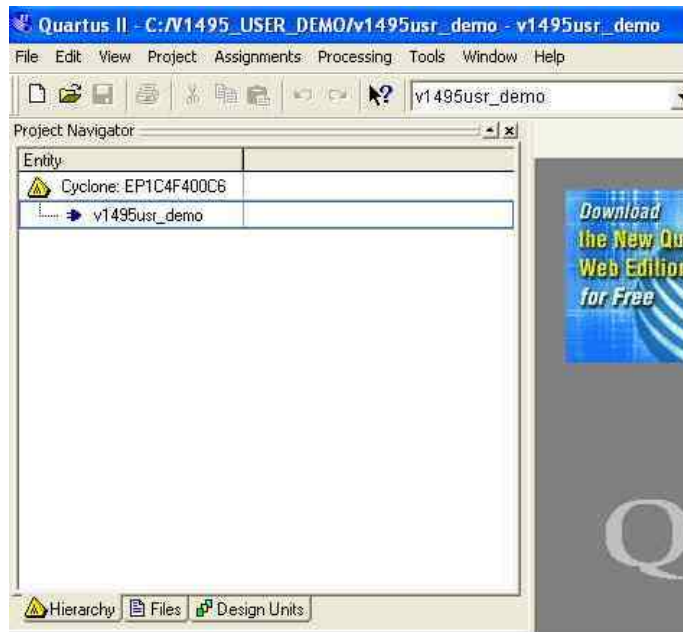 Quartus II - C:/V1495_USER_DEMO/v1495usr_demo - v1495usr_demo
File Edit View Project Assignments Processing Tools Window Help
v1495usr_demo
Project Navigator
Entity
Cyclone: EP1C4F400C6
v1495usr_demo
Download
the New Qu
Web Edition
for Free
Q
Hierarchy Files Design Units